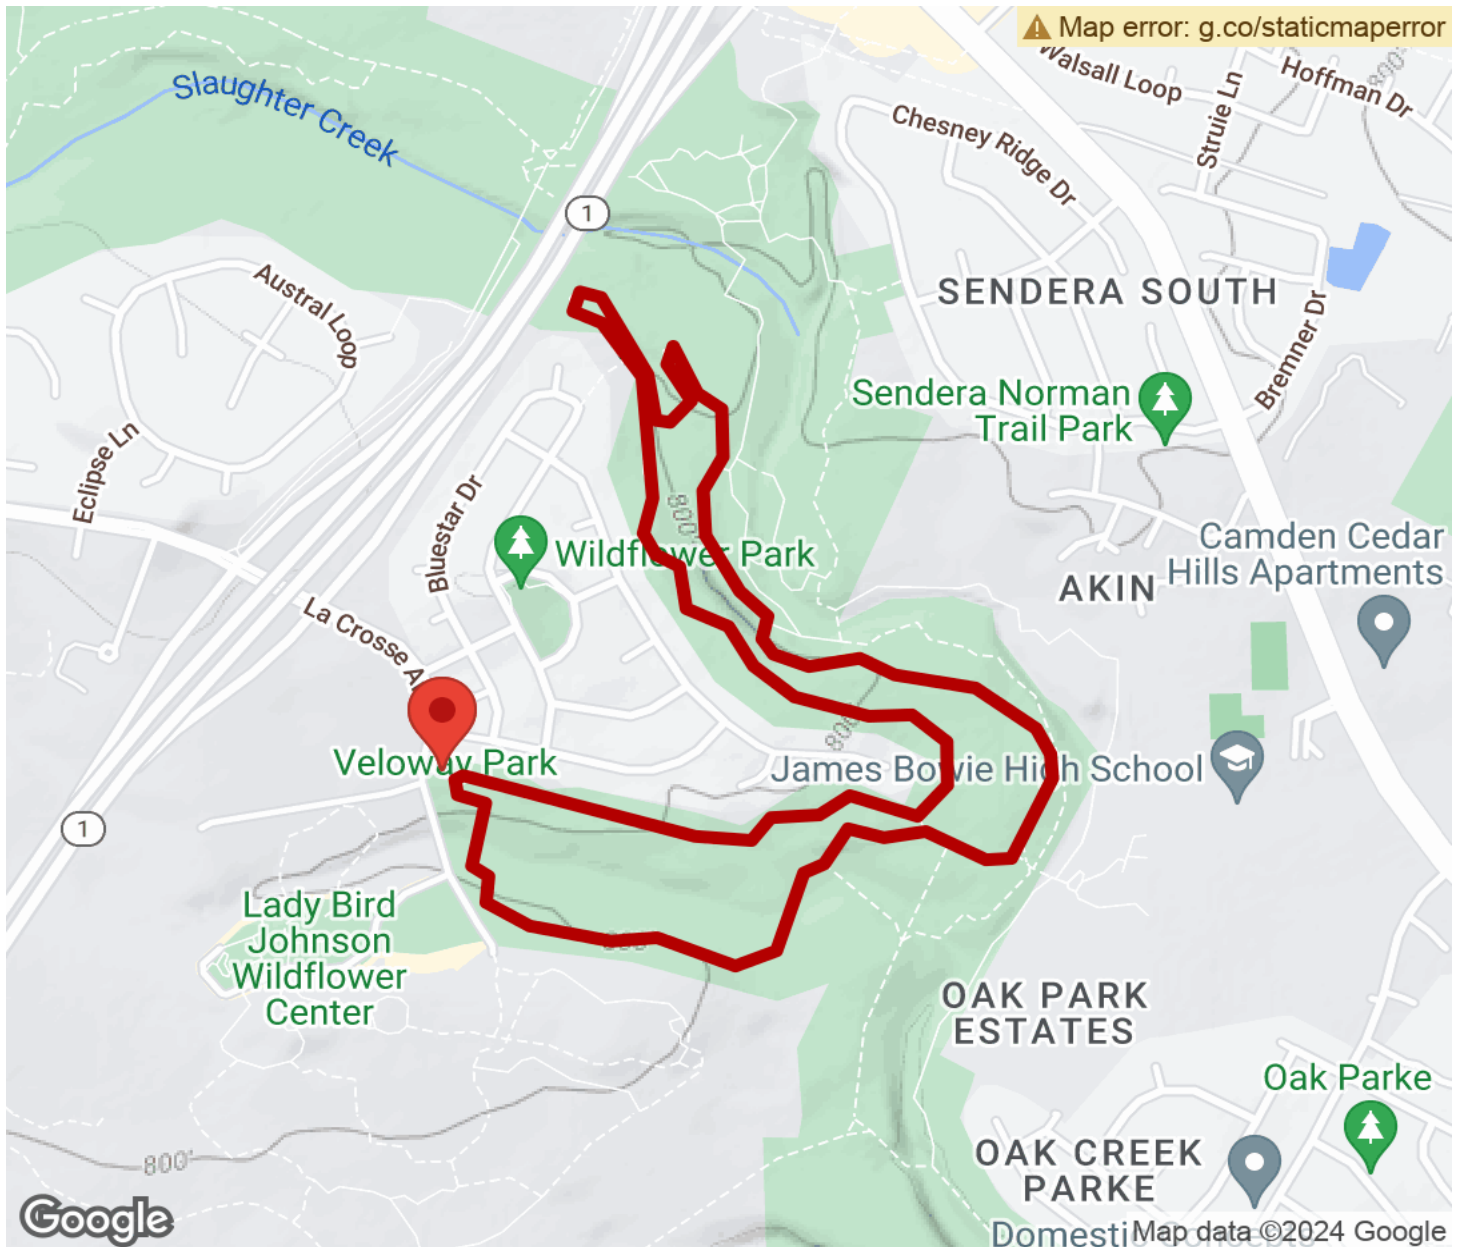 Map error: g.co/staticmaperror
Walsall Loop
Hoffman Dr
800
Struie Ln
Slaughter Creek
Chesney Ridge Dr
1
Austral Loop
SENDERA SOUTH
Bremner Dr
Sendera Norman
Trail Park
Eclipse Ln
Bluestar Dr
800
Wildflower Park
Camden Cedar
Hills Apartments
AKIN
La Crosse A
800
Veloway Park
James Bowie High School
1
Lady Bird
Johnson
Wildflower
Center
OAK PARK
ESTATES
Oak Parke
800'
OAK CREEK
PARKE
Google
Domesti
Map data ©2024 Google